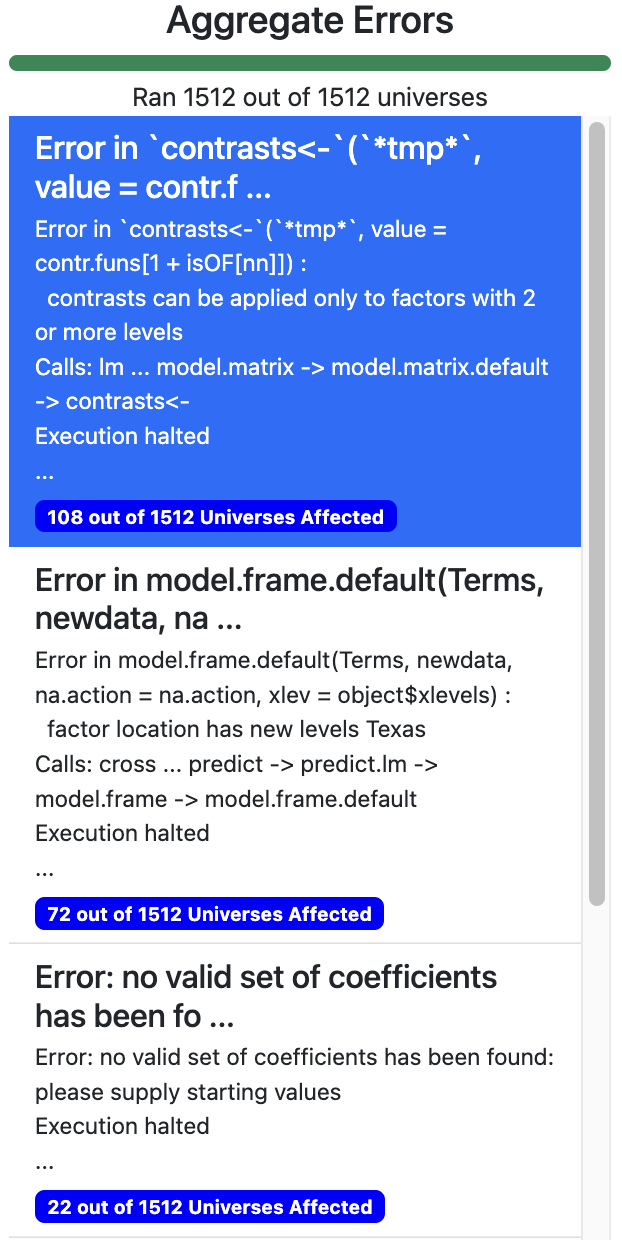 Aggregate Errors
Ran 1512 out of 1512 universes
Error in `contrasts<-`(`*tmp*`,
value = contr.f ...
Error in `contrasts<-`(`*tmp*`, value =
contr.funs[1 + isOF[nn]]) :
contrasts can be applied only to factors with 2
or more levels
Calls: lm ... model.matrix -> model.matrix.default
-> contrasts<-
Execution halted
...
108 out of 1512 Universes Affected
Error in model.frame.default(Terms,
newdata, na ...
Error in model.frame.default(Terms, newdata,
na.action = na.action, xlev = object$xlevels) :
factor location has new levels Texas
Calls: cross ... predict -> predict.lm ->
model.frame -> model.frame.default
Execution halted
...
72 out of 1512 Universes Affected
Error: no valid set of coefficients
has been fo ...
Error: no valid set of coefficients has been found:
please supply starting values
Execution halted
...
22 out of 1512 Universes Affected